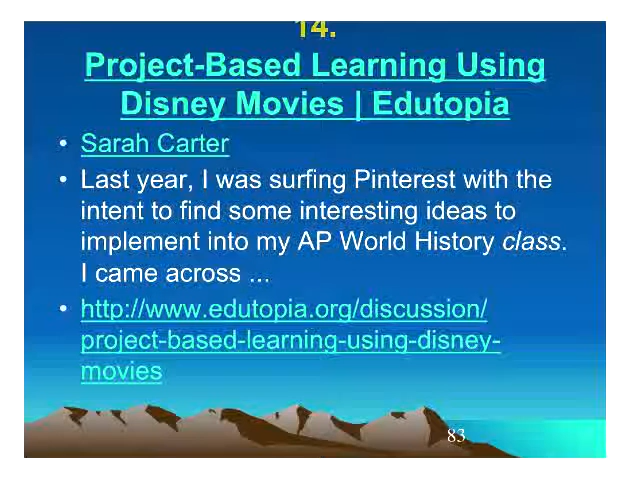 14.
Project-Based Learning Using
Disney Movies | Edutopia
• Sarah Carter
• Last year, I was surfing Pinterest with the
intent to find some interesting ideas to
implement into my AP World History class.
I came across ...
• http://www.edutopia.org/discussion/
project-based-learning-using-disney-
movies
83